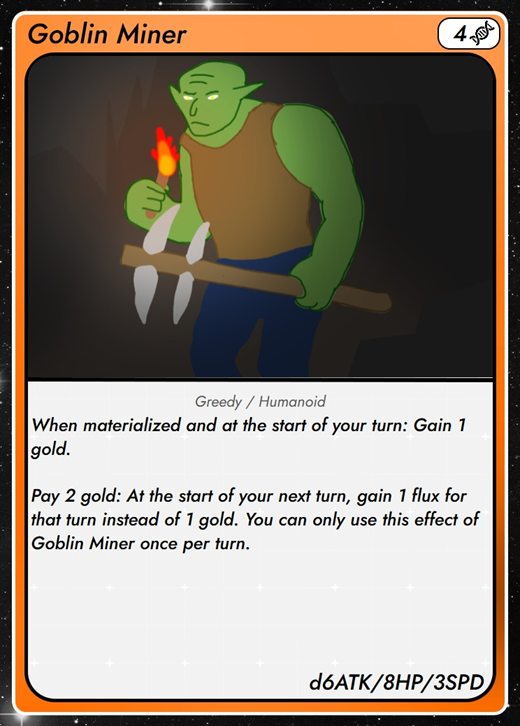 Goblin Miner
4
Greedy / Humanoid
When materialized and at the start of your turn: Gain 1
gold.
Pay 2 gold: At the start of your next turn, gain 1 flux for
that turn instead of 1 gold. You can only use this effect of
Goblin Miner once per turn.
d6ATK/8HP/3SPD